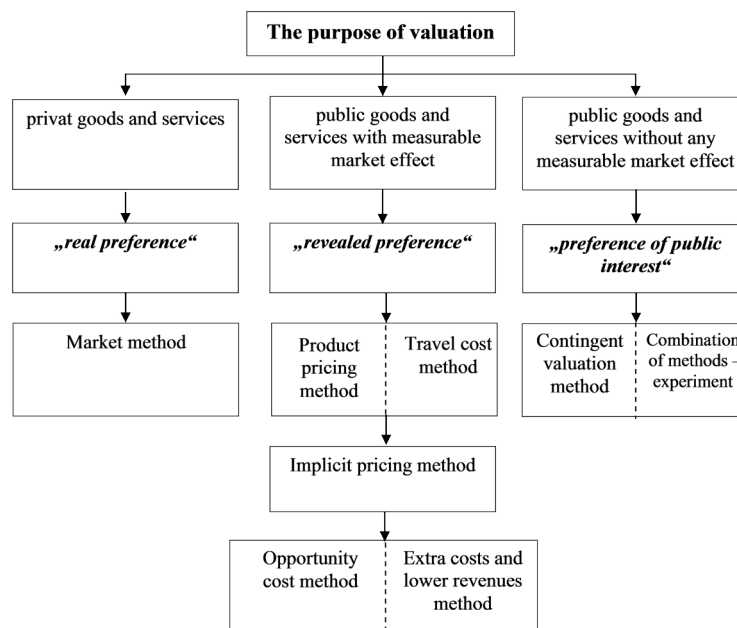 The purpose of valuation
privat goods and services
public goods and
services with measurable
market effect
public goods and
services without any
measurable market effect
„real preference“
„revealed preference“
„preference of public
interest“
Market method
Product
pricing
method
Travel cost
method
Contingent
valuation
method
Combination
of methods –
experiment
Implicit pricing method
Opportunity
cost method
Extra costs and
lower revenues
method